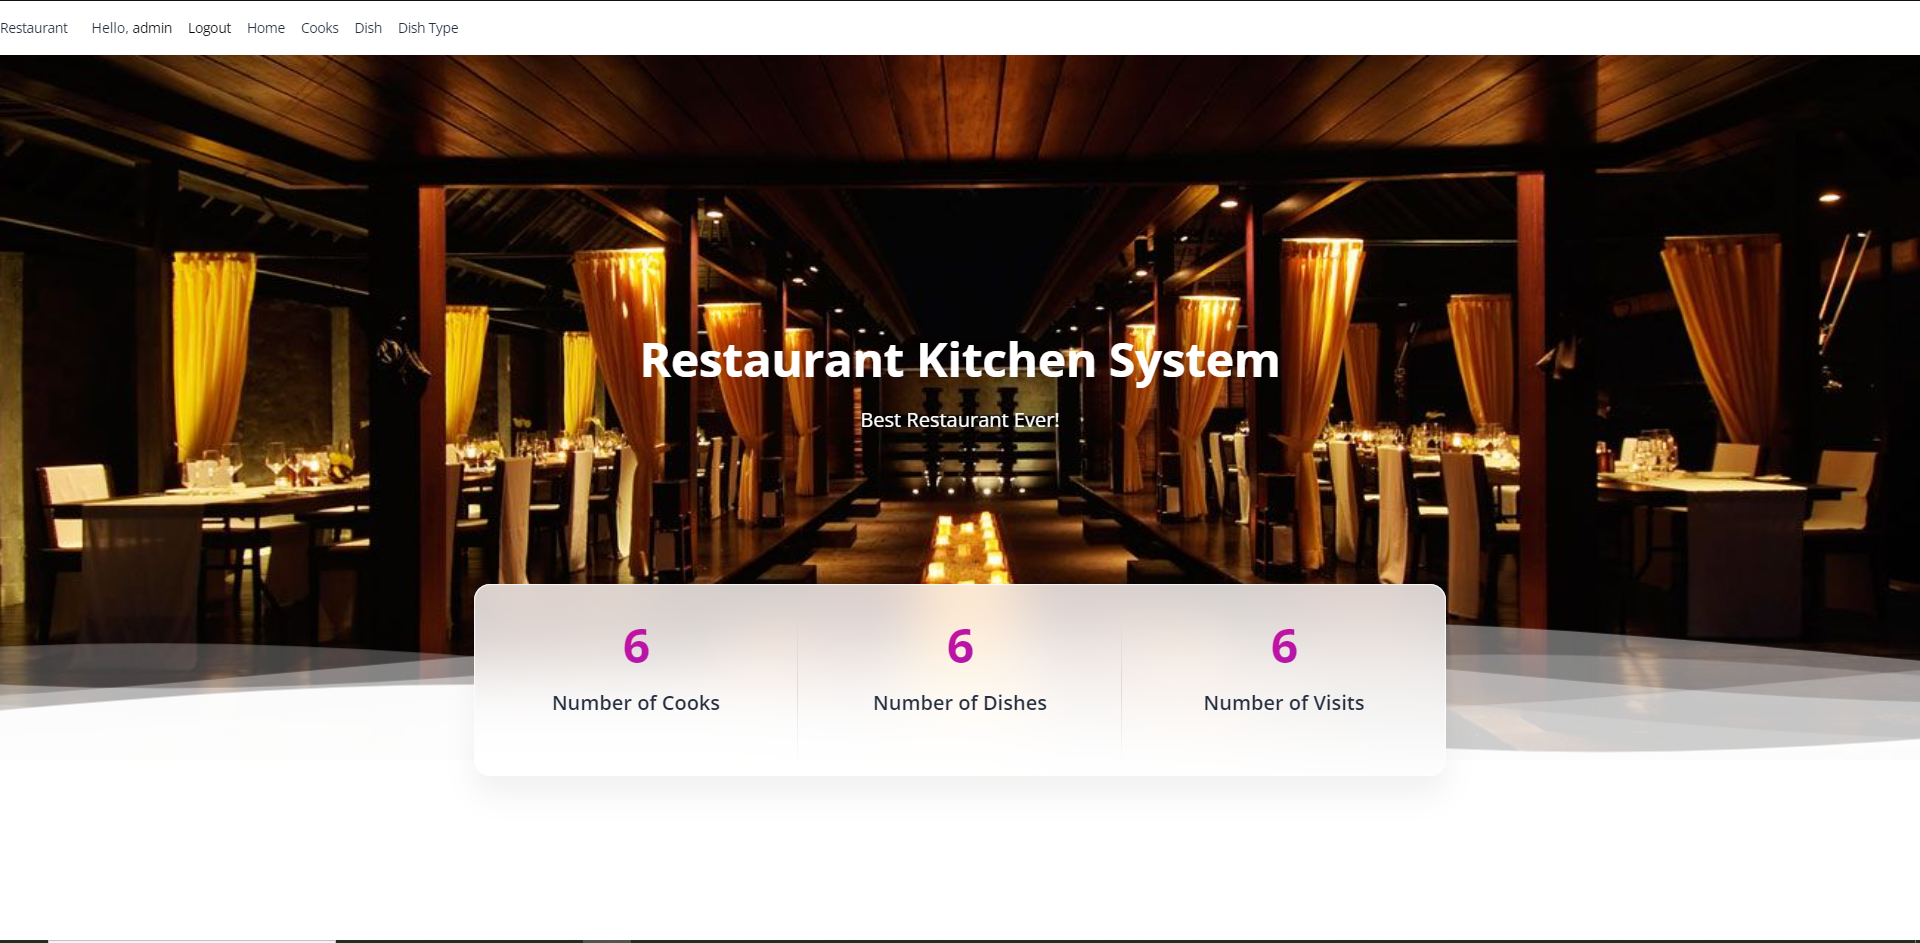 Restaurant Hello, admin Logout Home Cooks Dish Dish Type
Restaurant Kitchen System
Best Restaurant Ever!
6 6 6
Number of Cooks Number of Dishes Number of Visits